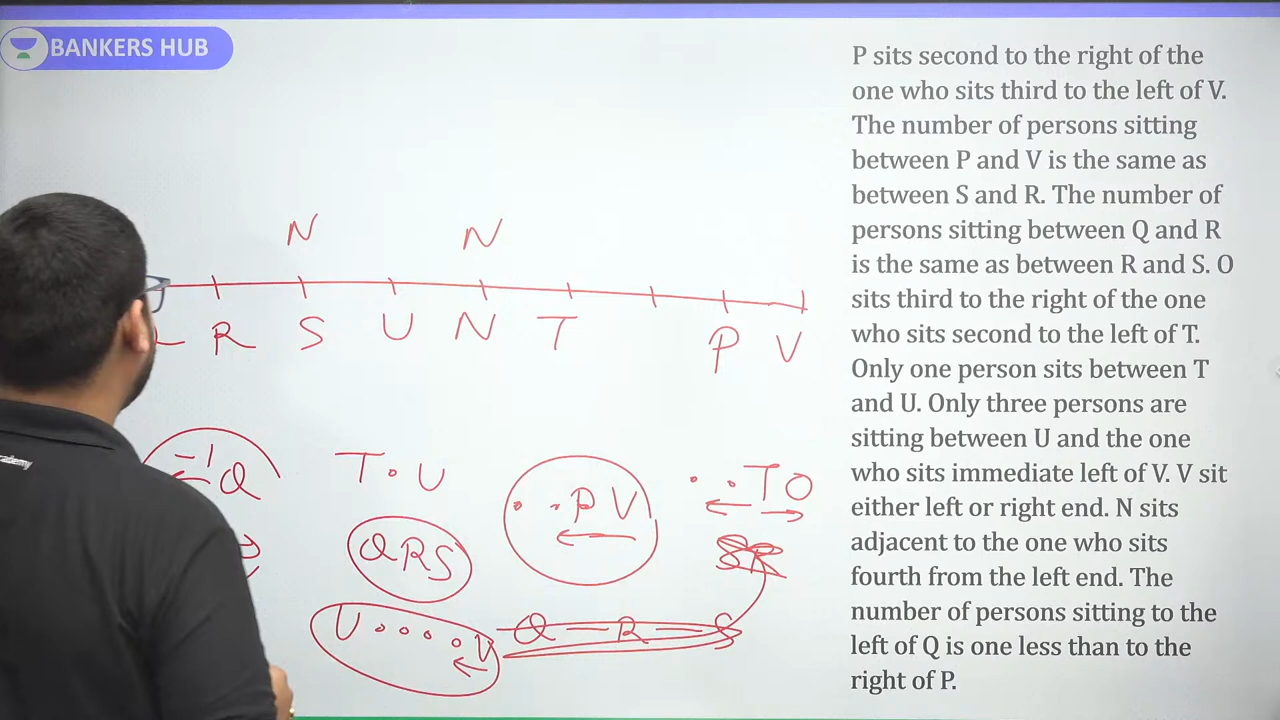 BANKERS HUB
P sits second to the right of the
one who sits third to the left of V.
The number of persons sitting
between P and V is the same as
between S and R. The number of
persons sitting between Q and R
is the same as between R and S. O
sits third to the right of the one
who sits second to the left of T.
Only one person sits between T
and U. Only three persons are
sitting between U and the one
who sits immediate left of V. V sit
either left or right end. N sits
adjacent to the one who sits
fourth from the left end. The
number of persons sitting to the
left of Q is one less than to the
right of P.
N N
R S U N T P V
-1 Q
T . U
. . P V
. . T O
QRS
SR
U . . . . V
Q - R - S